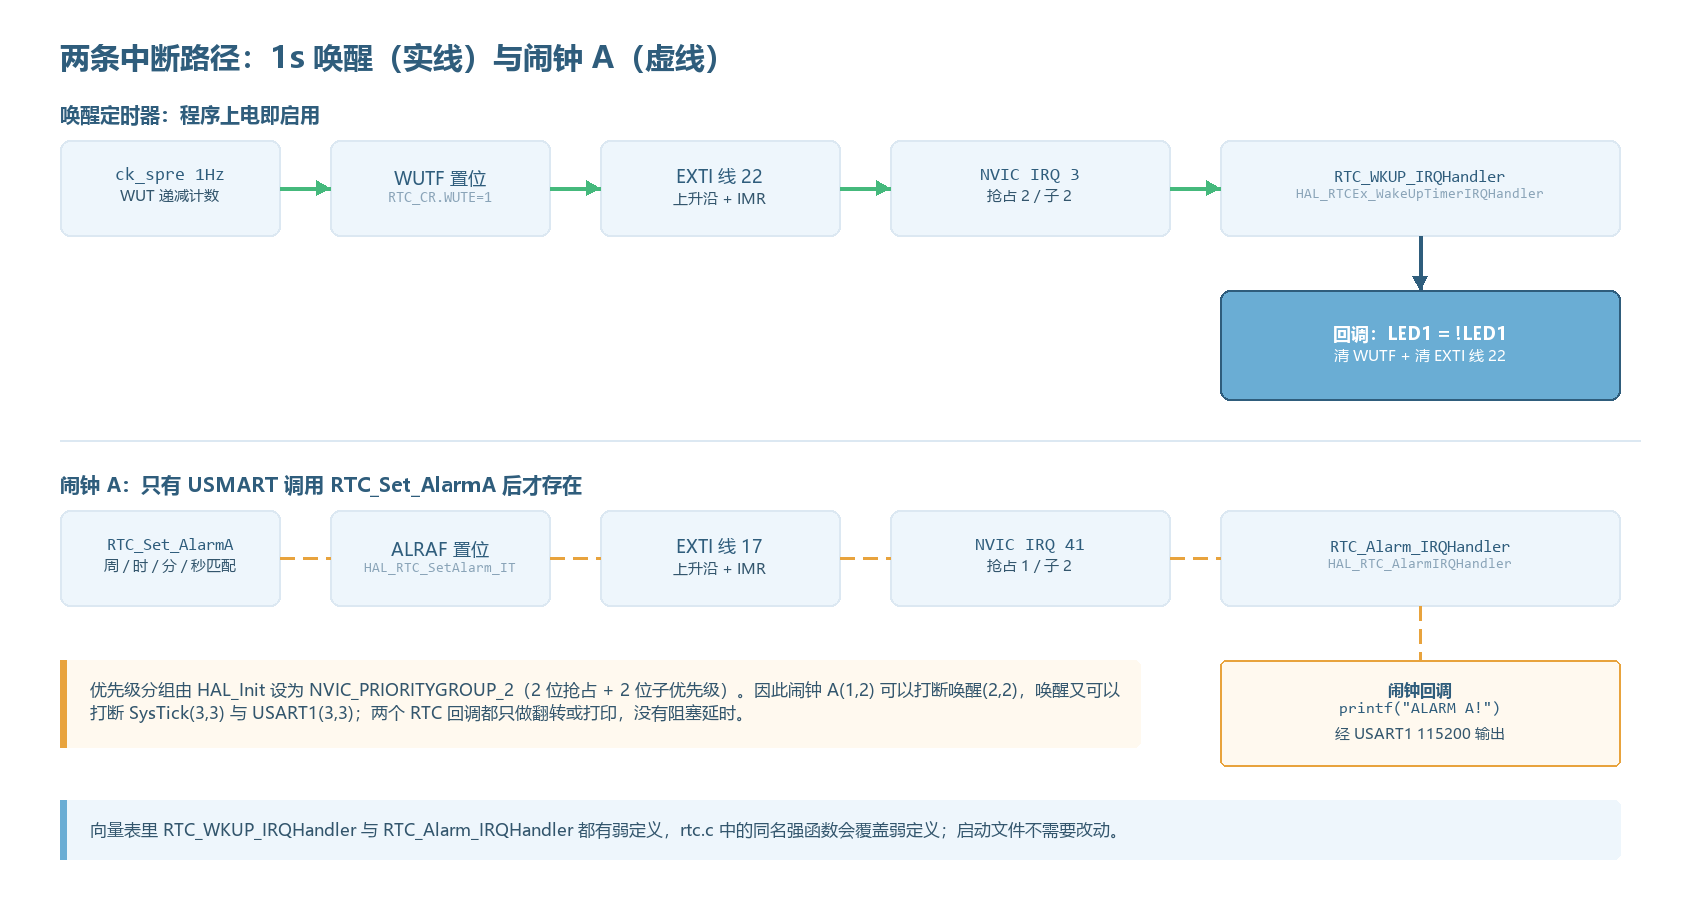 两条中断路径：1s 唤醒（实线）与闹钟 A（虚线）
唤醒定时器：程序上电即启用
ck_spre 1Hz
WUT 递减计数
WUTF 置位
RTC_CR.WUTE=1
EXTI 线 22
上升沿 + IMR
NVIC IRQ 3
抢占 2 / 子 2
RTC_WKUP_IRQHandler
HAL_RTCEx_WakeUpTimerIRQHandler
回调：LED1 = !LED1
清 WUTF + 清 EXTI 线 22
闹钟 A：只有 USMART 调用 RTC_Set_AlarmA 后才存在
RTC_Set_AlarmA
周 / 时 / 分 / 秒匹配
ALRAF 置位
HAL_RTC_SetAlarm_IT
EXTI 线 17
上升沿 + IMR
NVIC IRQ 41
抢占 1 / 子 2
RTC_Alarm_IRQHandler
HAL_RTC_AlarmIRQHandler
优先级分组由 HAL_Init 设为 NVIC_PRIORITYGROUP_2（2 位抢占 + 2 位子优先级）。因此闹钟 A(1,2) 可以打断唤醒(2,2)，唤醒又可以
打断 SysTick(3,3) 与 USART1(3,3)；两个 RTC 回调都只做翻转或打印，没有阻塞延时。
闹钟回调
printf("ALARM A!")
经 USART1 115200 输出
向量表里 RTC_WKUP_IRQHandler 与 RTC_Alarm_IRQHandler 都有弱定义，rtc.c 中的同名强函数会覆盖弱定义；启动文件不需要改动。